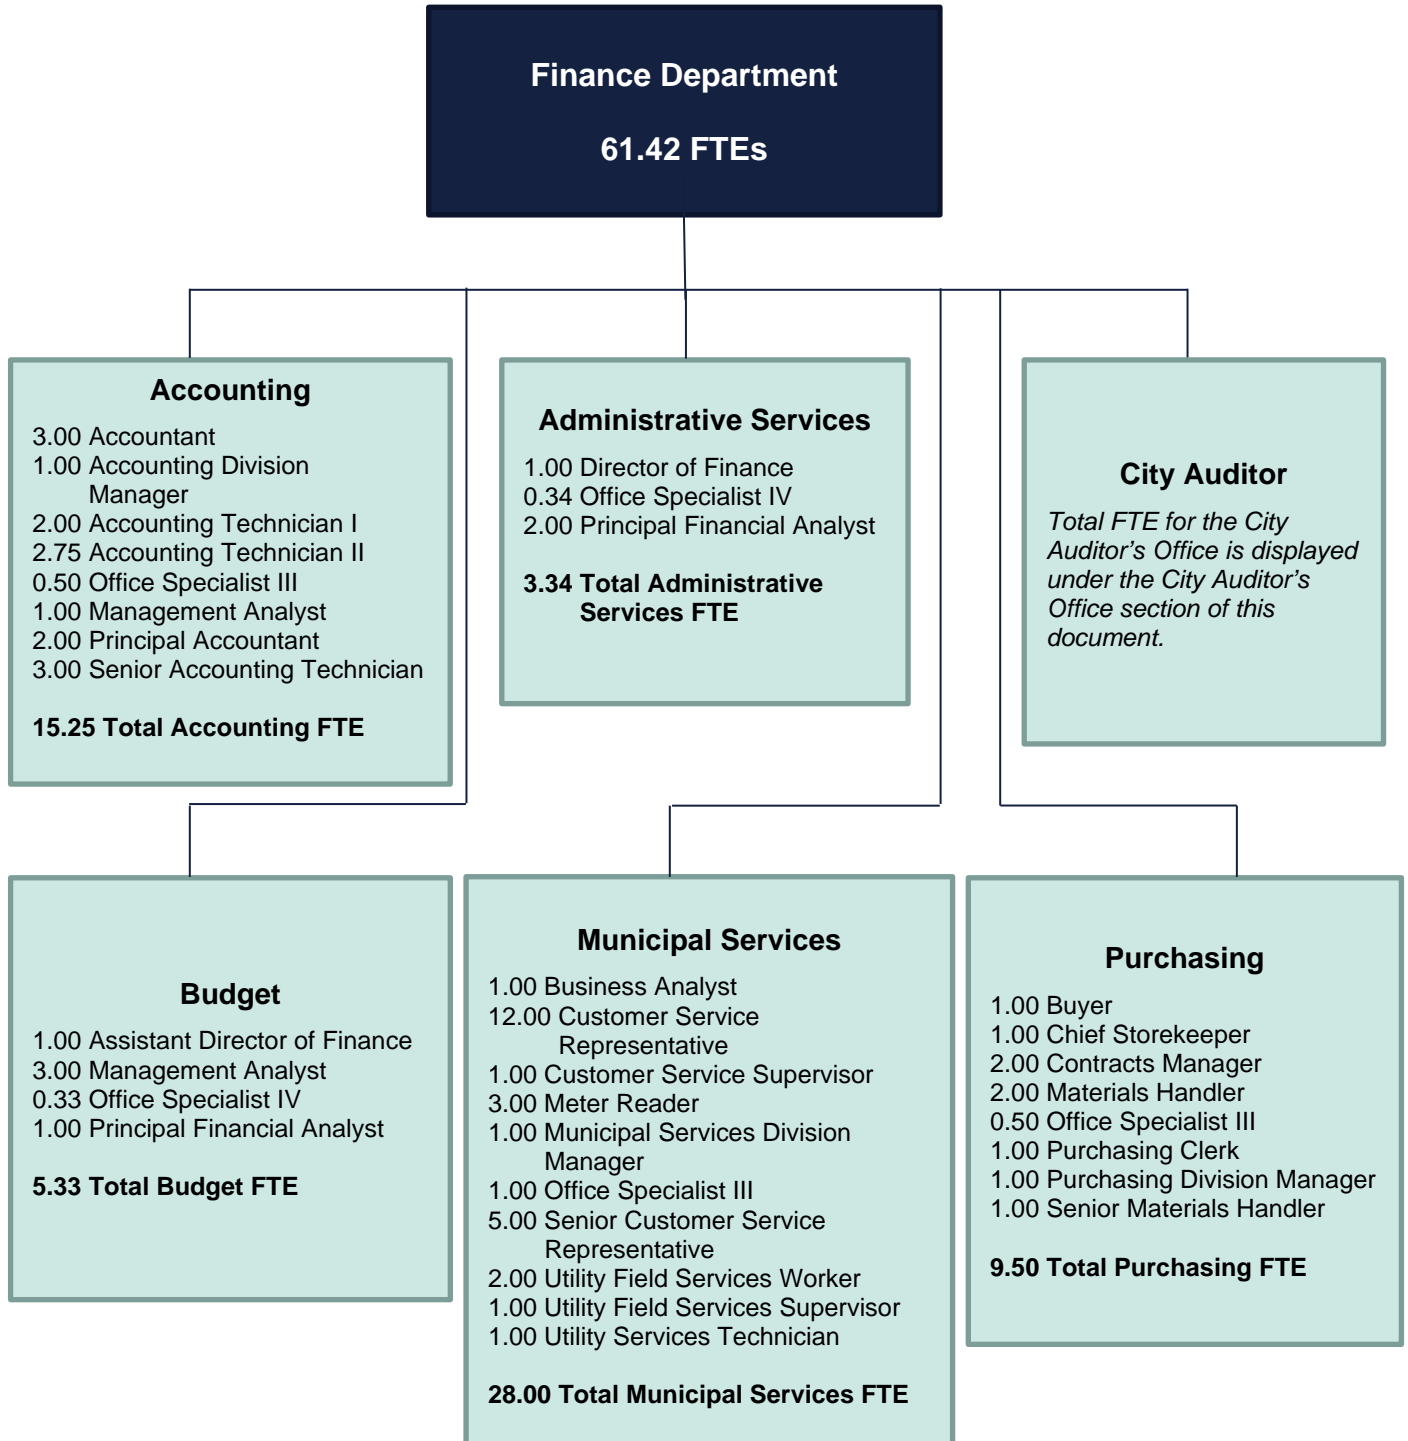 Finance Department
61.42 FTEs
Accounting
3.00 Accountant
1.00 Accounting Division
Manager
2.00 Accounting Technician I
2.75 Accounting Technician II
0.50 Office Specialist III
1.00 Management Analyst
2.00 Principal Accountant
3.00 Senior Accounting Technician
15.25 Total Accounting FTE
Administrative Services
1.00 Director of Finance
0.34 Office Specialist IV
2.00 Principal Financial Analyst
3.34 Total Administrative
Services FTE
City Auditor
Total FTE for the City
Auditor’s Office is displayed
under the City Auditor’s
Office section of this
document.
Budget
1.00 Assistant Director of Finance
3.00 Management Analyst
0.33 Office Specialist IV
1.00 Principal Financial Analyst
5.33 Total Budget FTE
Municipal Services
1.00 Business Analyst
12.00 Customer Service
Representative
1.00 Customer Service Supervisor
3.00 Meter Reader
1.00 Municipal Services Division
Manager
1.00 Office Specialist III
5.00 Senior Customer Service
Representative
2.00 Utility Field Services Worker
1.00 Utility Field Services Supervisor
1.00 Utility Services Technician
28.00 Total Municipal Services FTE
Purchasing
1.00 Buyer
1.00 Chief Storekeeper
2.00 Contracts Manager
2.00 Materials Handler
0.50 Office Specialist III
1.00 Purchasing Clerk
1.00 Purchasing Division Manager
1.00 Senior Materials Handler
9.50 Total Purchasing FTE